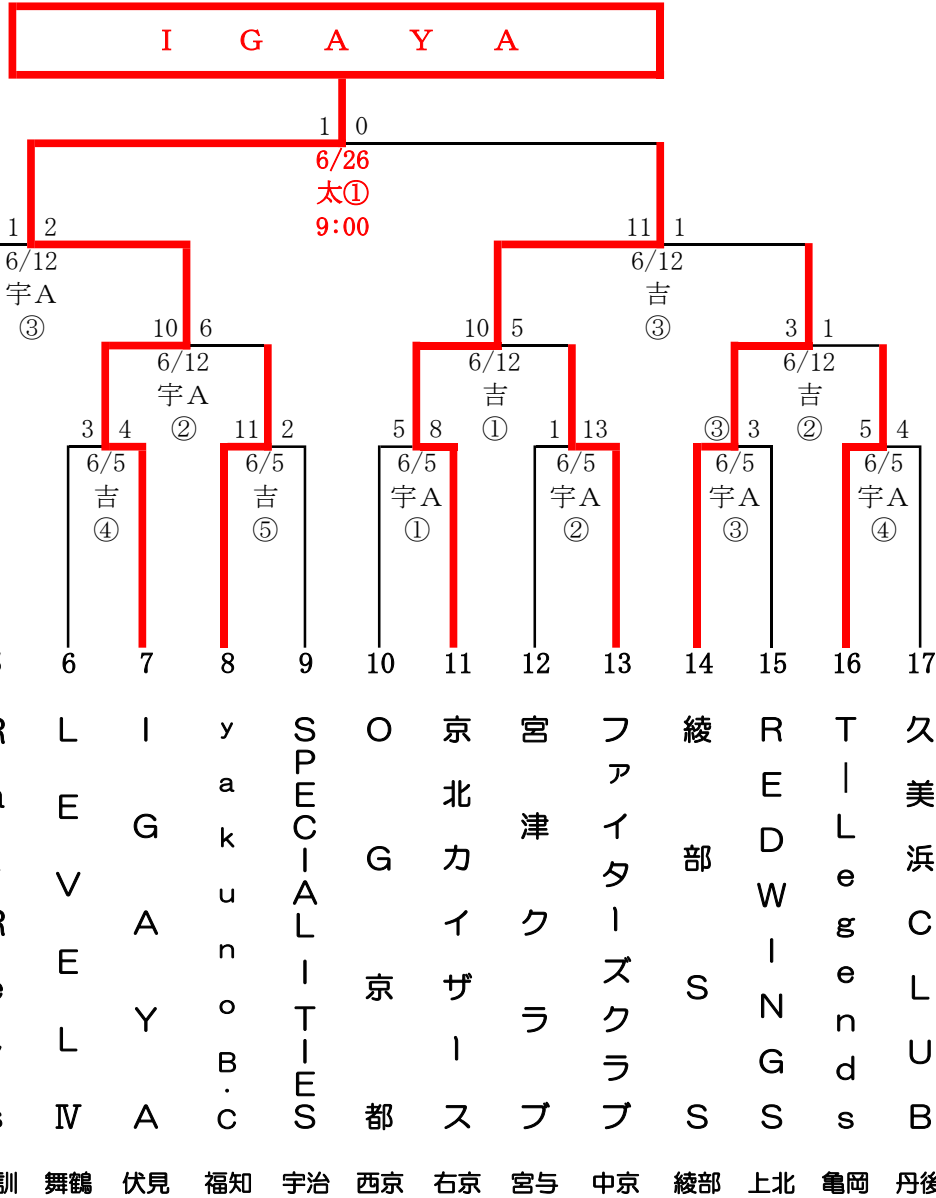 IGAYA
1 0
6/26
太①
9:00
1 2
6/12
宇A
③
11 1
6/12
吉
③
10 6
6/12
宇A
②
10 5
6/12
吉
①
3 1
6/12
吉
②
3 4
6/5
吉
④
11 2
6/5
吉
⑤
5 8
6/5
宇A
①
1 13
6/5
宇A
②
③ 3
6/5
宇A
③
5 4
6/5
宇A
④
6 7 8 9 10 11 12 13 14 15 16 17
LEVELⅣ
IGAYA
yakunoB.C
SPECIALITIES
OG京都
京北カイザース
宮津クラブ
ファイターズクラブ
綾部SS
REDWINGS
T-Legends
久美浜CLUB
訓 舞鶴 伏見 福知 宇治 西京 右京 宮与 中京 綾部 上北 亀岡 丹後